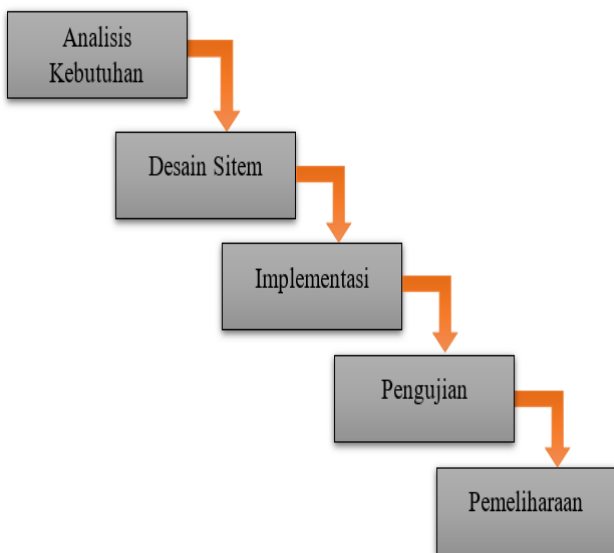 Analisis
Kebutuhan
Desain Sitem
Implementasi
Pengujian
Pemeliharaan